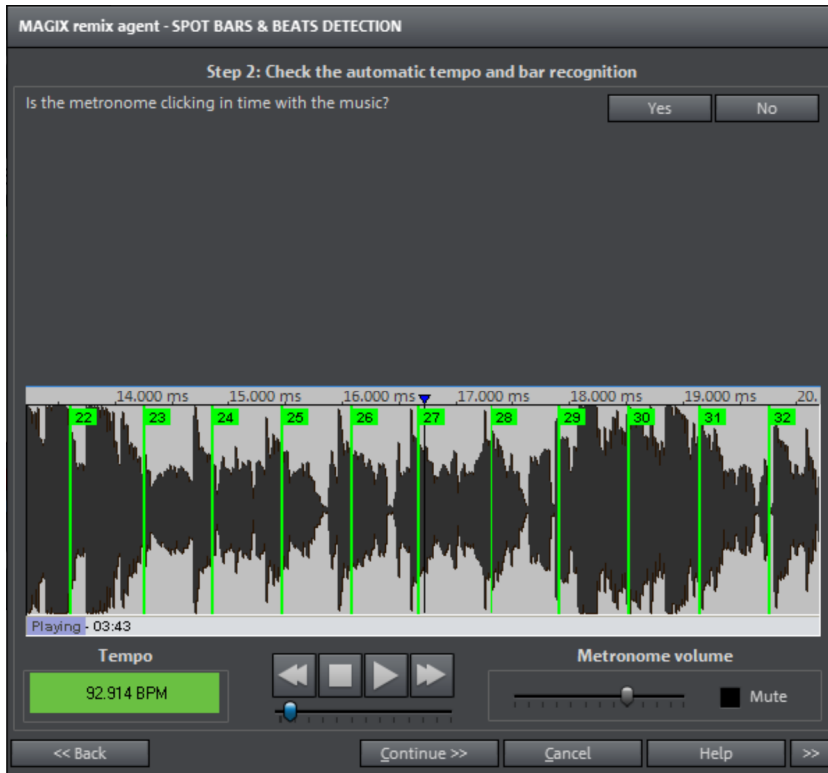 MAGIX remix agent - SPOT BARS & BEATS DETECTION
Step 2: Check the automatic tempo and bar recognition
Is the metronome clicking in time with the music?
Yes
No
14.000 ms 15.000 ms 16.000 ms 17.000 ms 18.000 ms 19.000 ms 20.
22 23 24 25 26 27 28 29 30 31 32
Playing - 03:43
Tempo
Metronome volume
92.914 BPM
Mute
<< Back
Continue >>
Cancel
Help
>>